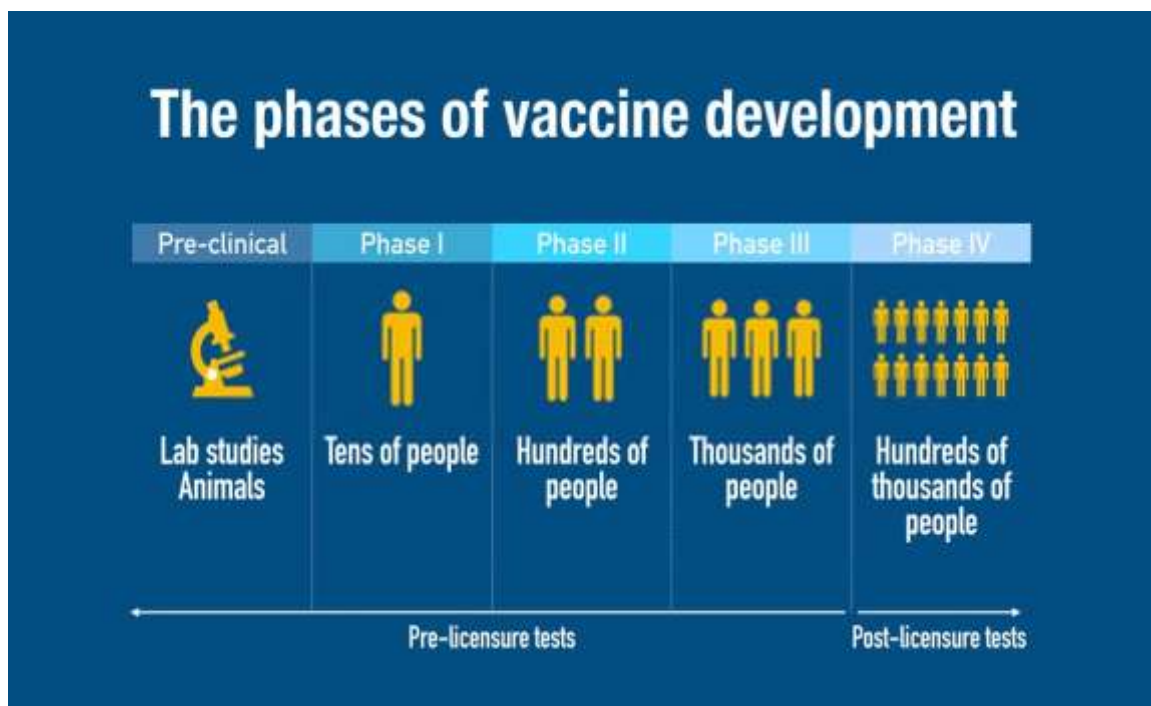 The phases of vaccine development
Pre-clinical
Phase I
Phase II
Phase III
Phase IV
Lab studies
Animals
Tens of people
Hundreds of
people
Thousands of
people
Hundreds of
thousands of
people
Pre-licensure tests
Post-licensure tests